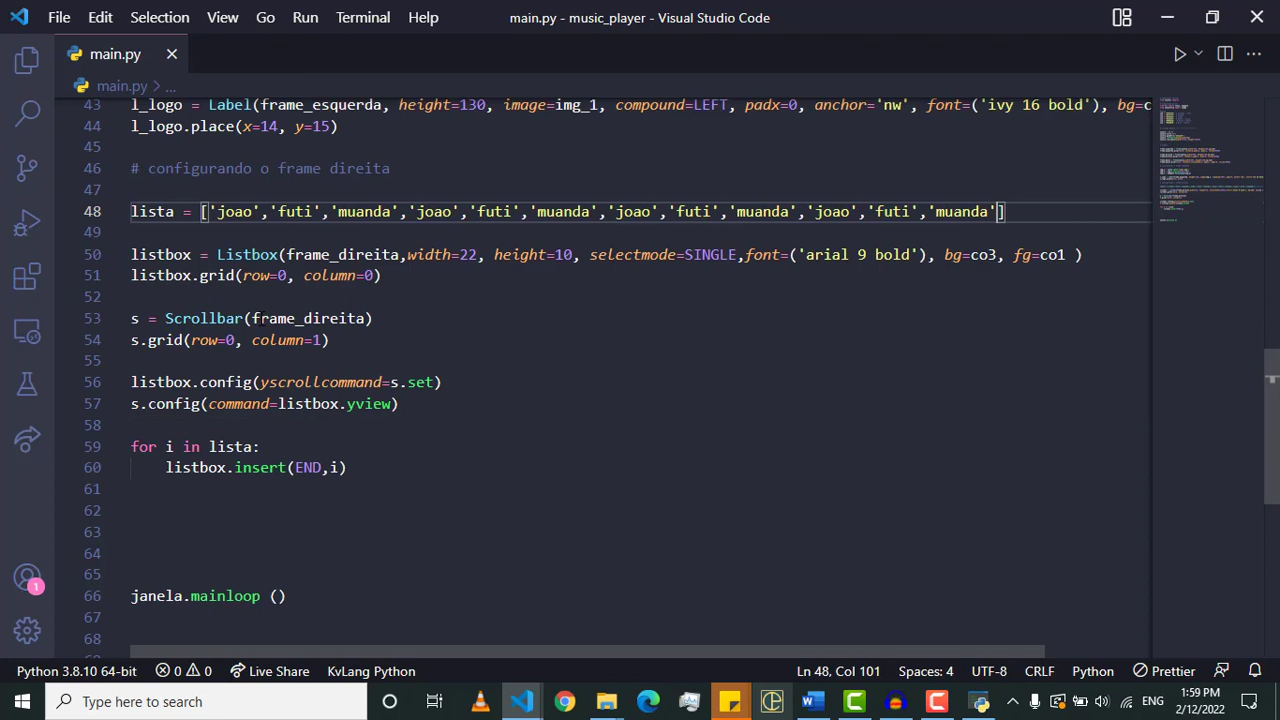 File Edit Selection View Go Run Terminal Help main.py - music_player - Visual Studio Code
main.py
main.py > ...
43 l_logo = Label(frame_esquerda, height=130, image=img_1, compound=LEFT, padx=0, anchor='nw', font=('ivy 16 bold'), bg=c
44 l_logo.place(x=14, y=15)
45
46 # configurando o frame direita
47
48 lista = ['joao','futi','muanda','joao','futi','muanda','joao','futi','muanda','joao','futi','muanda']
49
50 listbox = Listbox(frame_direita,width=22, height=10, selectmode=SINGLE,font=('arial 9 bold'), bg=co3, fg=co1 )
51 listbox.grid(row=0, column=0)
52
53 s = Scrollbar(frame_direita)
54 s.grid(row=0, column=1)
55
56 listbox.config(yscrollcommand=s.set)
57 s.config(command=listbox.yview)
58
59 for i in lista:
60 listbox.insert(END,i)
61
62
63
64
65
66 janela.mainloop ()
67
68
1
Python 3.8.10 64-bit 0 0 Live Share KvLang Python Ln 48, Col 101 Spaces: 4 UTF-8 CRLF Python Prettier
Type here to search ENG 1:59 PM
2/12/2022